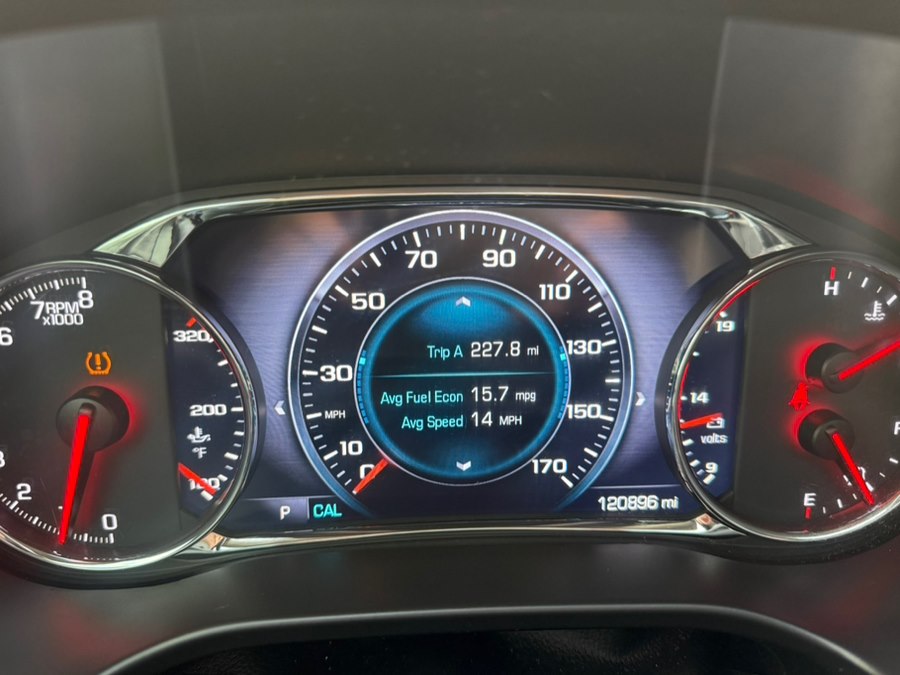 8
7
RPM
x1000
6
2
1
0
320
200
100
°F
10
30
50
70
90
110
130
150
170
0
MPH
Trip A 227.8 mi
Avg Fuel Econ 15.7 mpg
Avg Speed 14 MPH
P CAL
120896 mi
19
14
volts
9
H
E